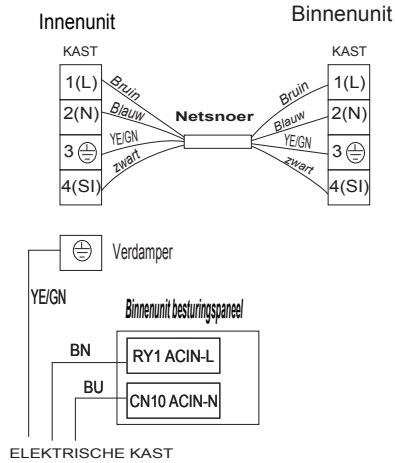 Innenunit
Binnenunit
KAST
KAST
1(L)
Bruin
Bruin
1(L)
2(N)
Blauw
Netsnoer
Blauw
2(N)
3
YE/GN
YE/GN
3
4(SI)
zwart
zwart
4(SI)
Verdamper
YE/GN
Binnenunit besturingspaneel
BN
RY1 ACIN-L
BU
CN10 ACIN-N
ELEKTRISCHE KAST